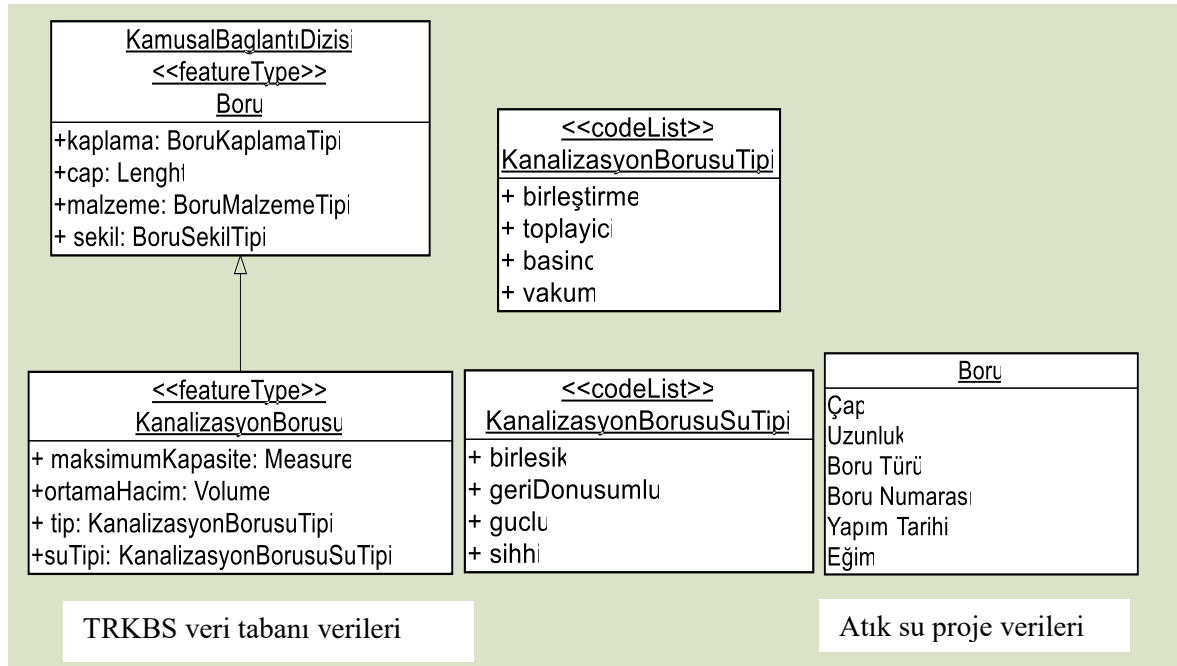 KamusalBaglantıDizisi
<<featureType>>
Boru
+kaplama: BoruKaplamaTipi
+cap: Lenght
+malzeme: BoruMalzemeTipi
+ sekil: BoruSekilTipi
<<codeList>>
KanalizasyonBorusuTipi
+ birleştirme
+ toplayici
+ basinc
+ vakum
<<featureType>>
KanalizasyonBorusu
+ maksimumKapasite: Measure
+ortamaHacim: Volume
+ tip: KanalizasyonBorusuTipi
+suTipi: KanalizasyonBorusuSuTipi
<<codeList>>
KanalizasyonBorusuSuTipi
+ birlesik
+ geriDonusumlu
+ guclu
+ sihhi
Boru
Çap
Uzunluk
Boru Türü
Boru Numarası
Yapım Tarihi
Eğim
TRKBS veri tabanı verileri
Atık su proje verileri